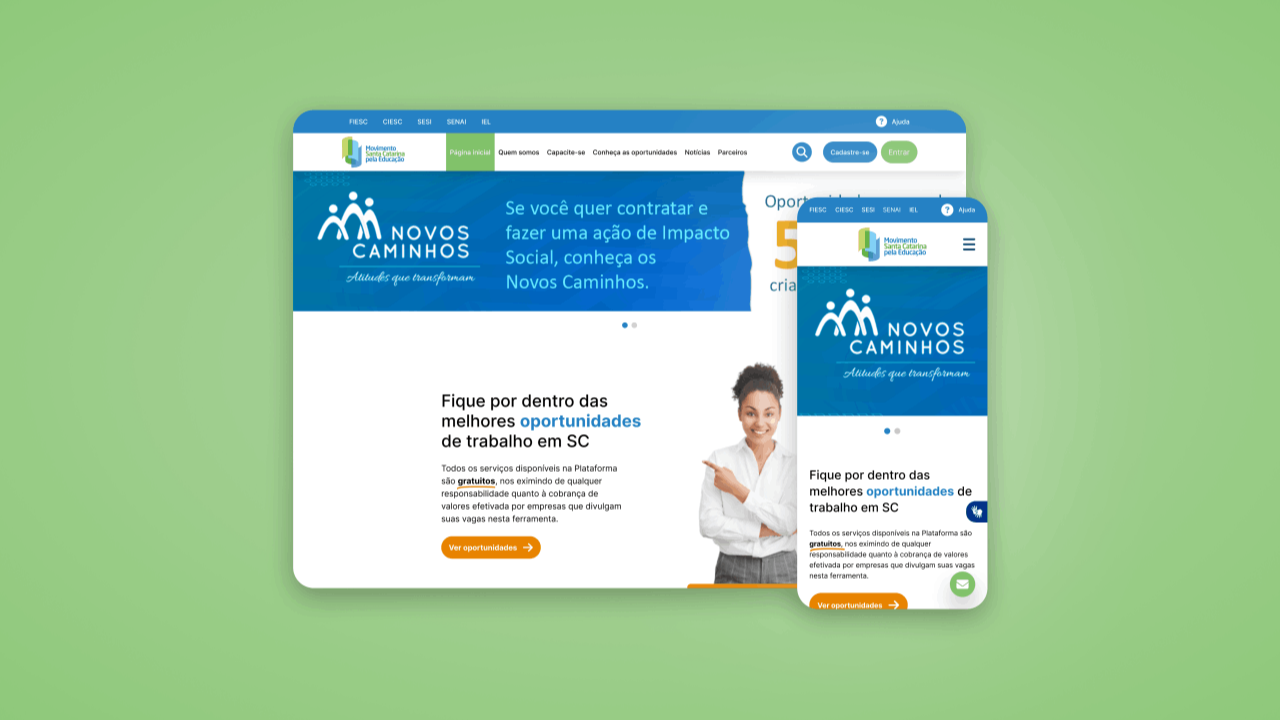 FIESC CIESC SESI SENAI IEL ? Ajuda
Movimento
Santa Catarina
pela Educação
Página inicial Quem somos Capacite-se Conheça as oportunidades Notícias Parceiros Cadastre-se Entrar
NOVOS
CAMINHOS
Atitudes que transformam
Se você quer contratar e
fazer uma ação de Impacto
Social, conheça os
Novos Caminhos.
5
cria
Fique por dentro das
melhores oportunidades
de trabalho em SC
Todos os serviços disponíveis na Plataforma
são gratuitos, nos eximindo de qualquer
responsabilidade quanto à cobrança de
valores efetivada por empresas que divulgam
suas vagas nesta ferramenta.
Ver oportunidades
FIESC CIESC SESI SENAI IEL ? Ajuda
Movimento
Santa Catarina
pela Educação
NOVOS
CAMINHOS
Atitudes que transformam
Fique por dentro das
melhores oportunidades de
trabalho em SC
Todos os serviços disponíveis na Plataforma são
gratuitos, nos eximindo de qualquer
responsabilidade quanto à cobrança de valores
efetivada por empresas que divulgam suas vagas
nesta ferramenta.
Ver oportunidades